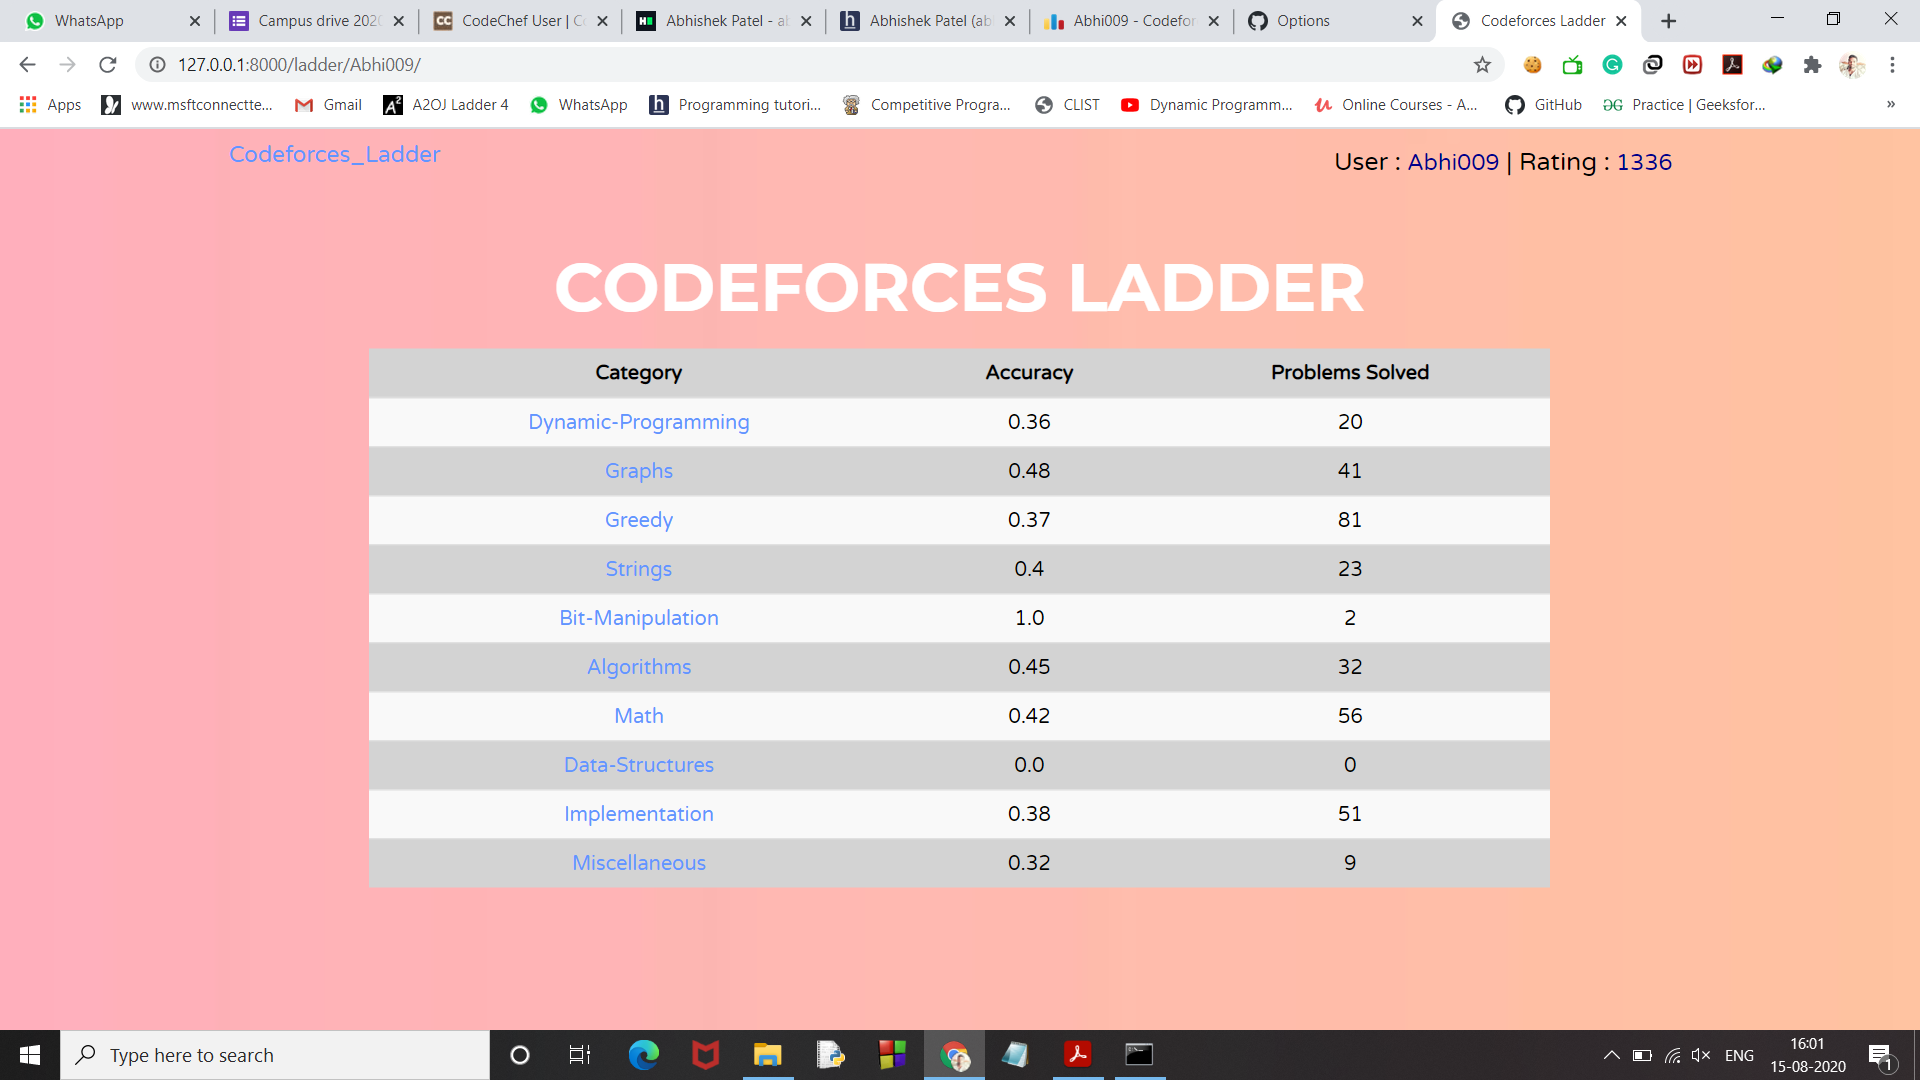 WhatsApp
Campus drive 2020
CodeChef User | Co
Abhishek Patel - ab
Abhishek Patel (abl
Abhi009 - Codefor
Options
Codeforces Ladder
127.0.0.1:8000/ladder/Abhi009/
Apps
www.msftconnectte...
Gmail
A2OJ Ladder 4
WhatsApp
Programming tutori...
Competitive Progra...
CLIST
Dynamic Programm...
Online Courses - A...
GitHub
Practice | Geeksfor...
Codeforces_Ladder
User : Abhi009 | Rating : 1336
CODEFORCES LADDER
Category Accuracy Problems Solved
Dynamic-Programming 0.36 20
Graphs 0.48 41
Greedy 0.37 81
Strings 0.4 23
Bit-Manipulation 1.0 2
Algorithms 0.45 32
Math 0.42 56
Data-Structures 0.0 0
Implementation 0.38 51
Miscellaneous 0.32 9
Type here to search
ENG
16:01
15-08-2020
1